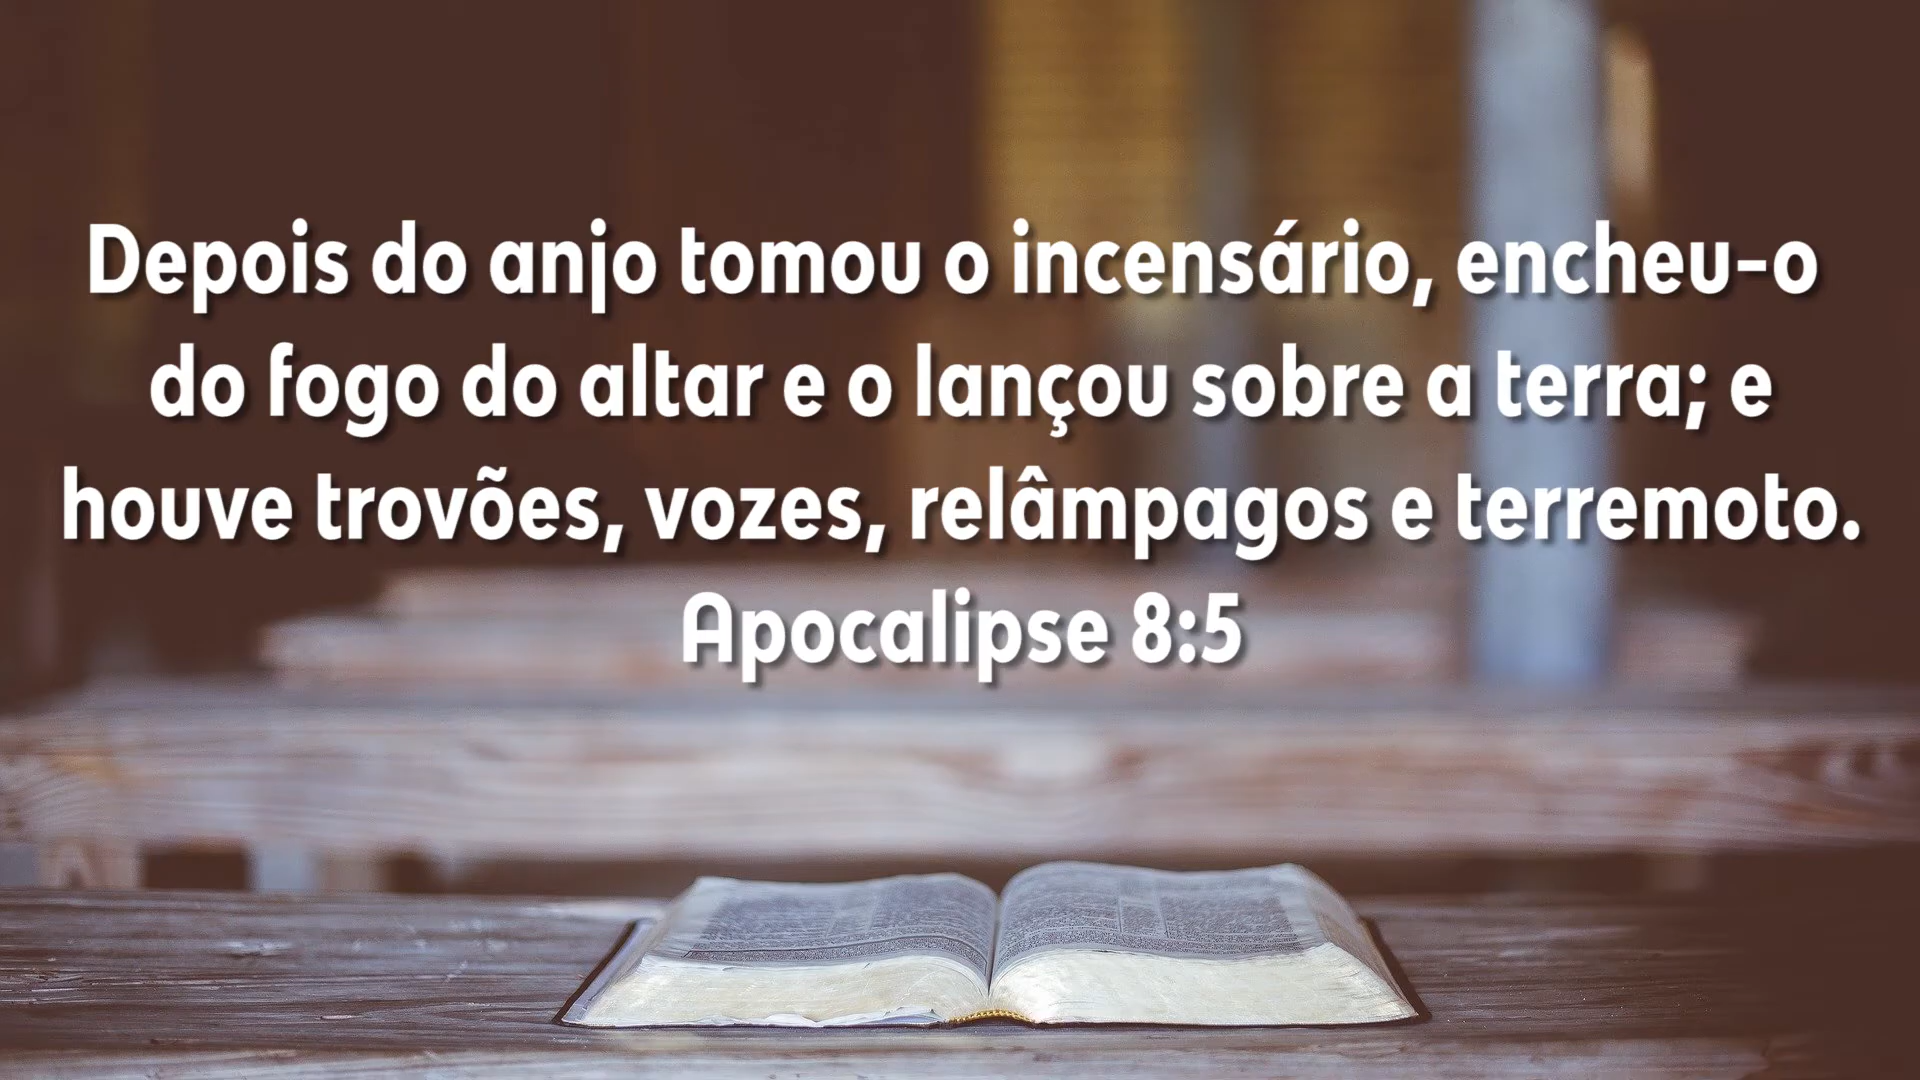 Depois do anjo tomou o incensário, encheu-o
do fogo do altar e o lançou sobre a terra; e
houve trovões, vozes, relâmpagos e terremoto.
Apocalipse 8:5